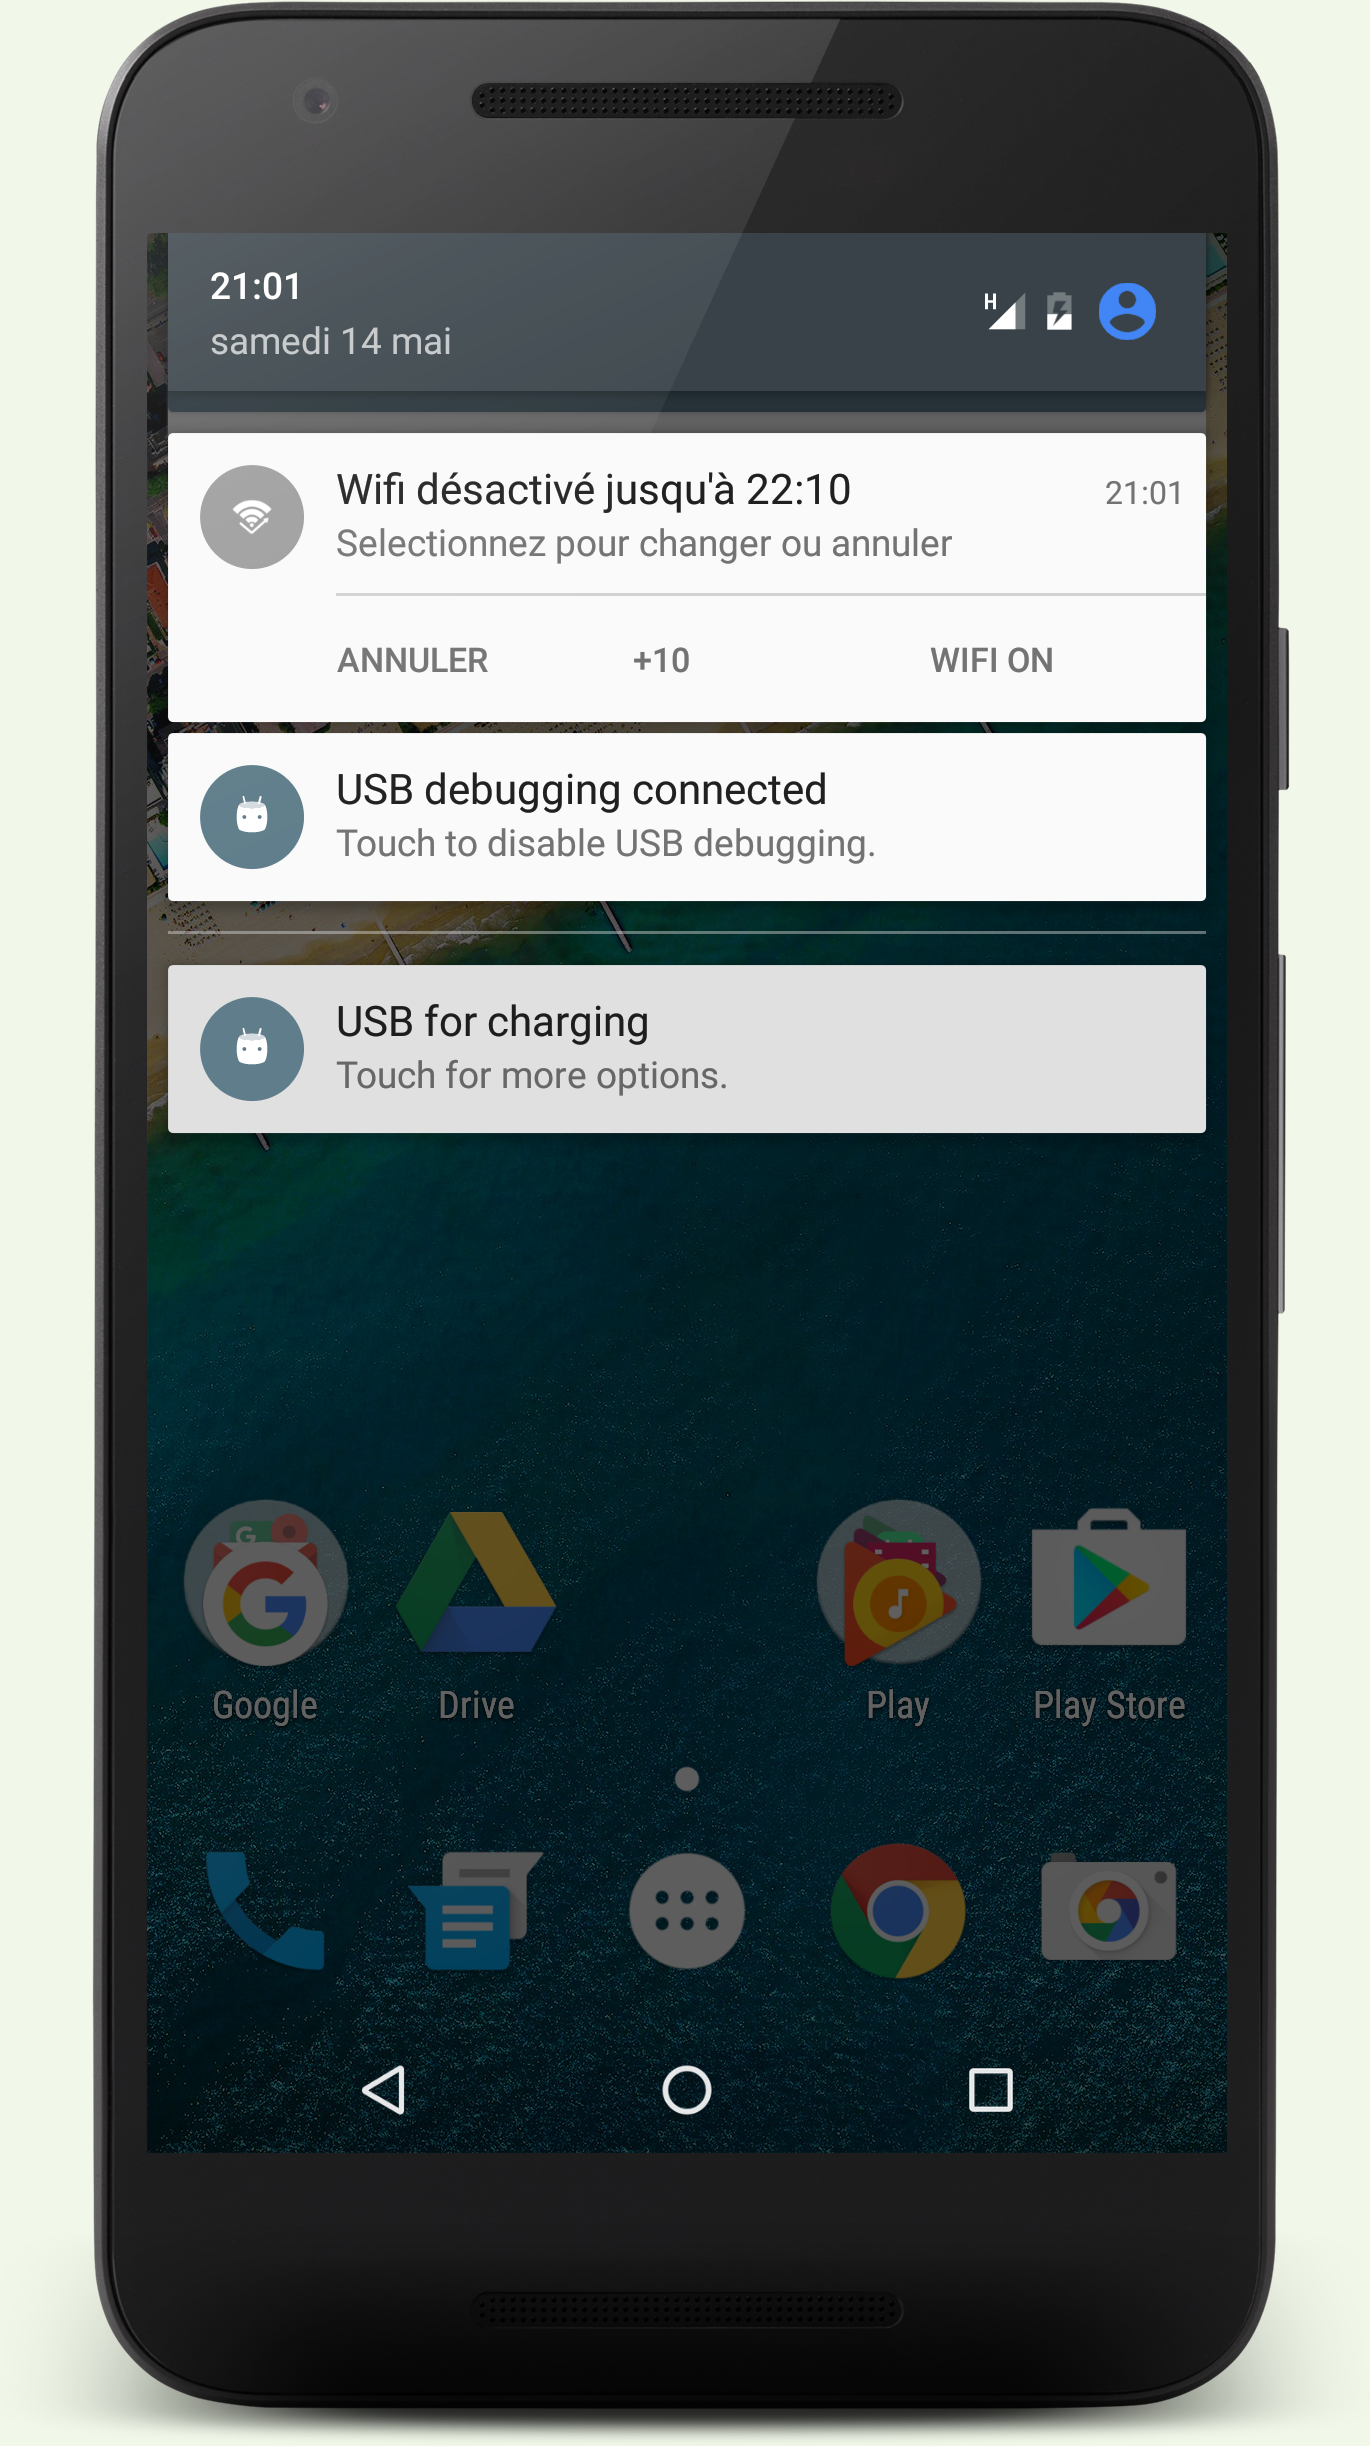 21:01
samedi 14 mai
H
Wifi désactivé jusqu'à 22:10
21:01
Selectionnez pour changer ou annuler
ANNULER +10 WIFI ON
USB debugging connected
Touch to disable USB debugging.
USB for charging
Touch for more options.
Google Drive Play Play Store